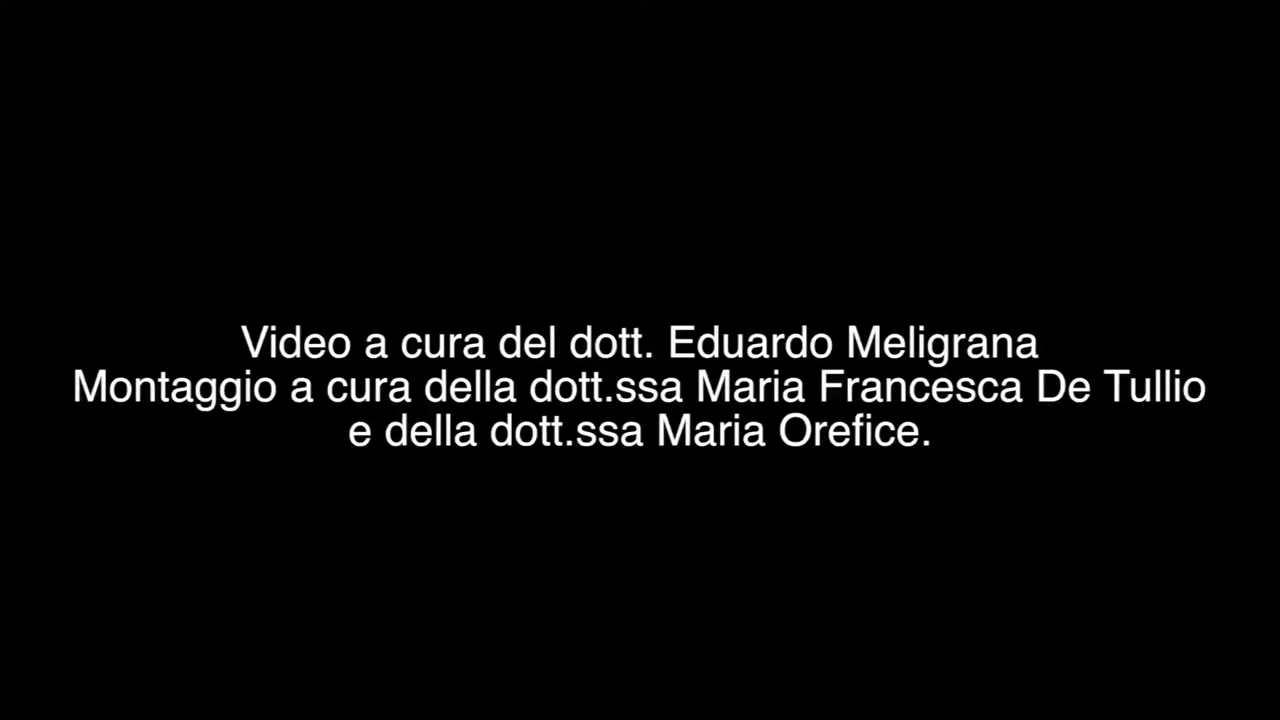 Video a cura del dott. Eduardo Meligrana
Montaggio a cura della dott.ssa Maria Francesca De Tullio
e della dott.ssa Maria Orefice.